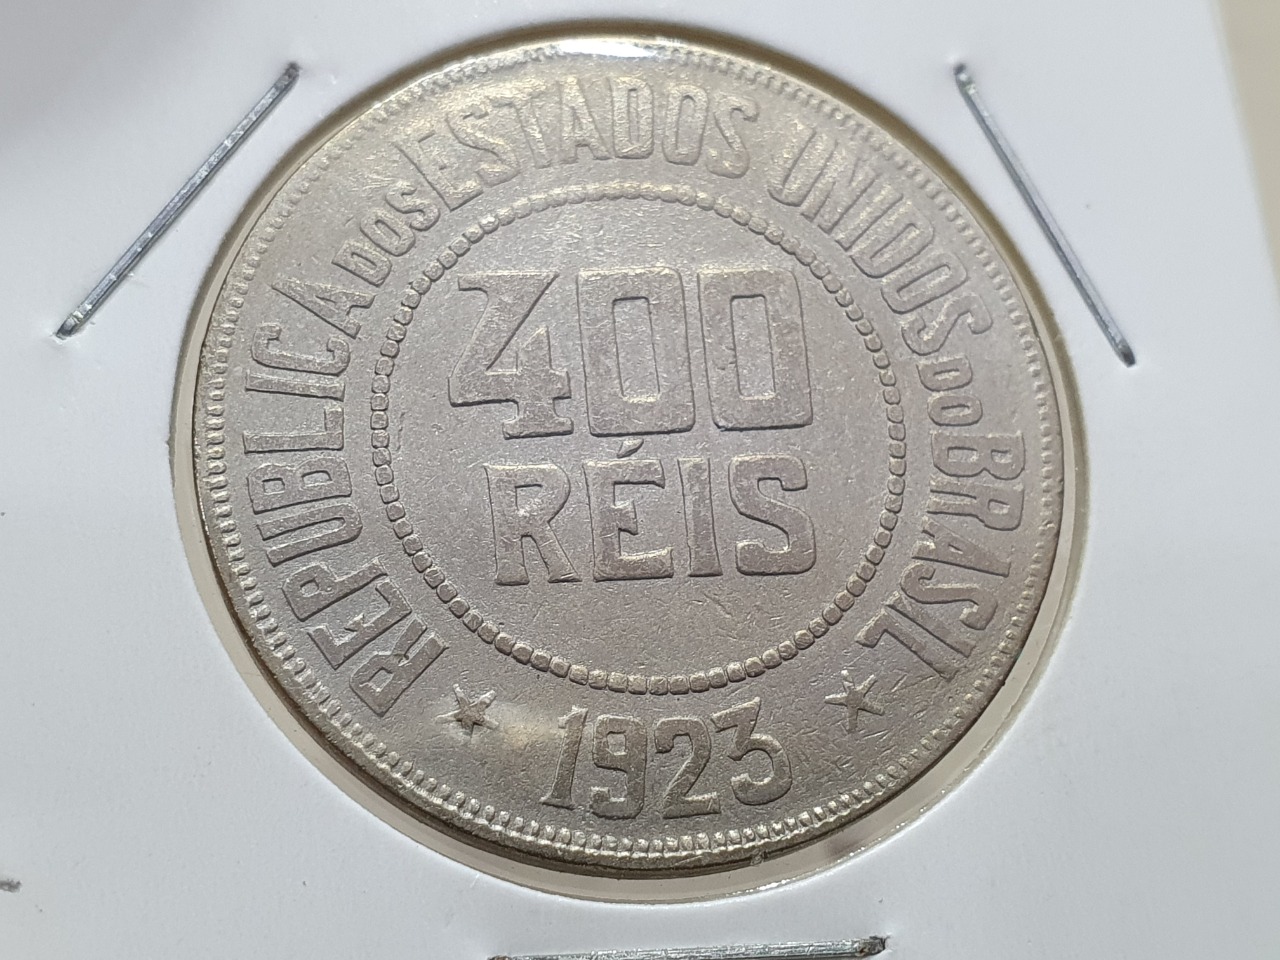 REPUBLICA DOS ESTADOS UNIDOS DO BRASIL
400
RÉIS
★ 1923 ★